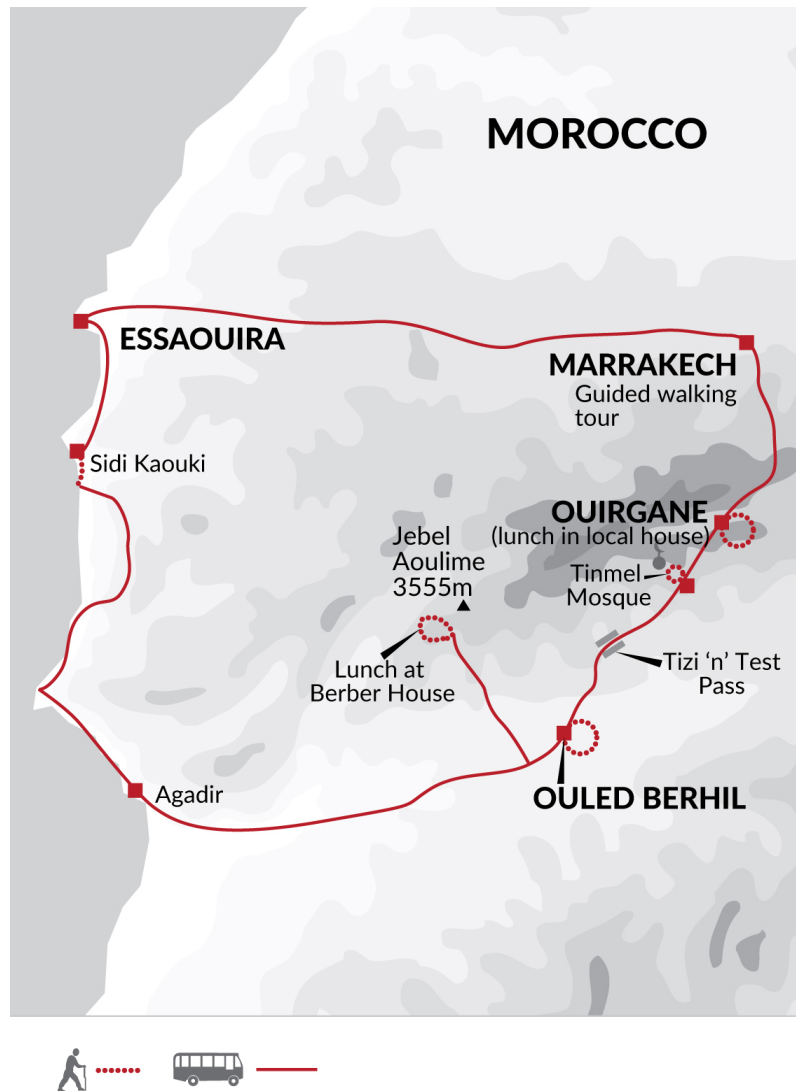 MOROCCO
ESSAOUIRA
MARRAKECH
Guided walking
tour
Sidi Kaouki
OUIRGANE
(lunch in local house)
Jebel
Aoulime
3555m
Tinmel
Mosque
Lunch at
Berber House
Tizi ‘n’ Test
Pass
Agadir
OULED BERHIL